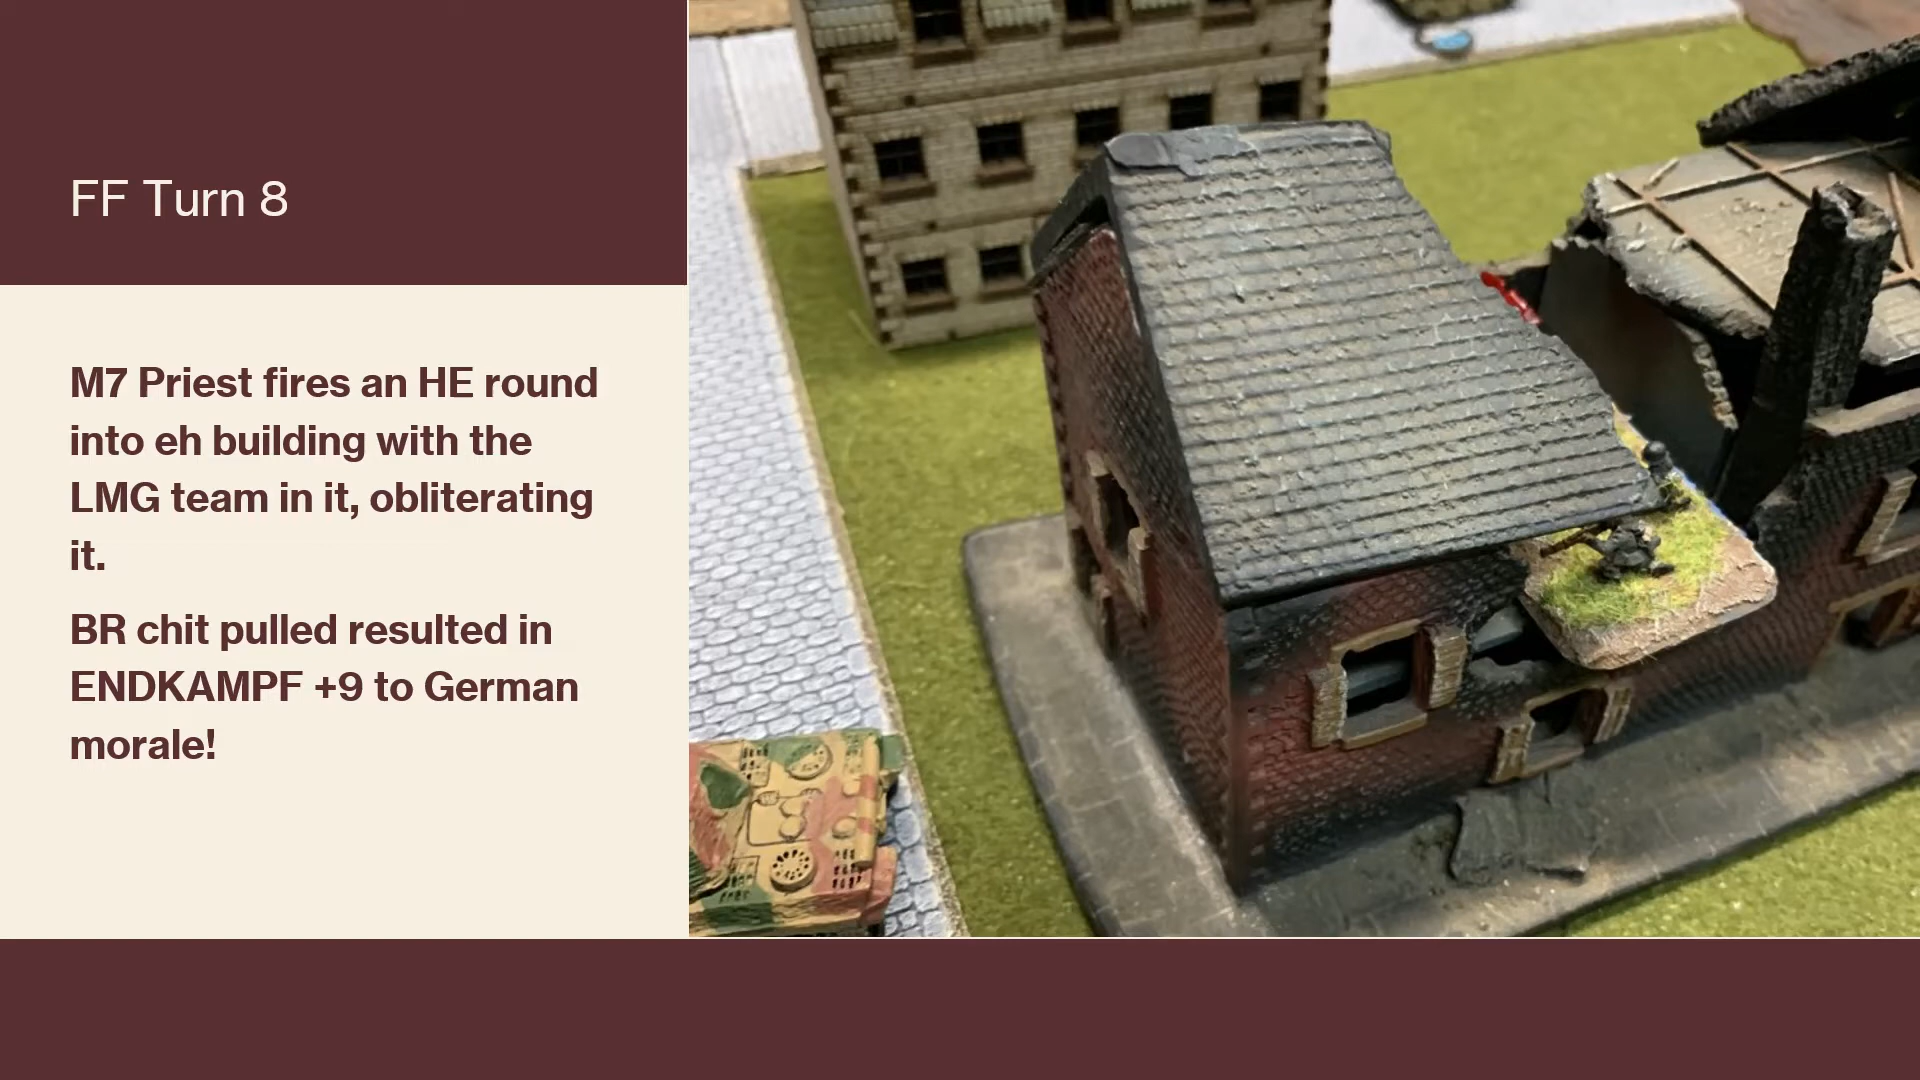 FF Turn 8
M7 Priest fires an HE round
into eh building with the
LMG team in it, obliterating
it.
BR chit pulled resulted in
ENDKAMPF +9 to German
morale!